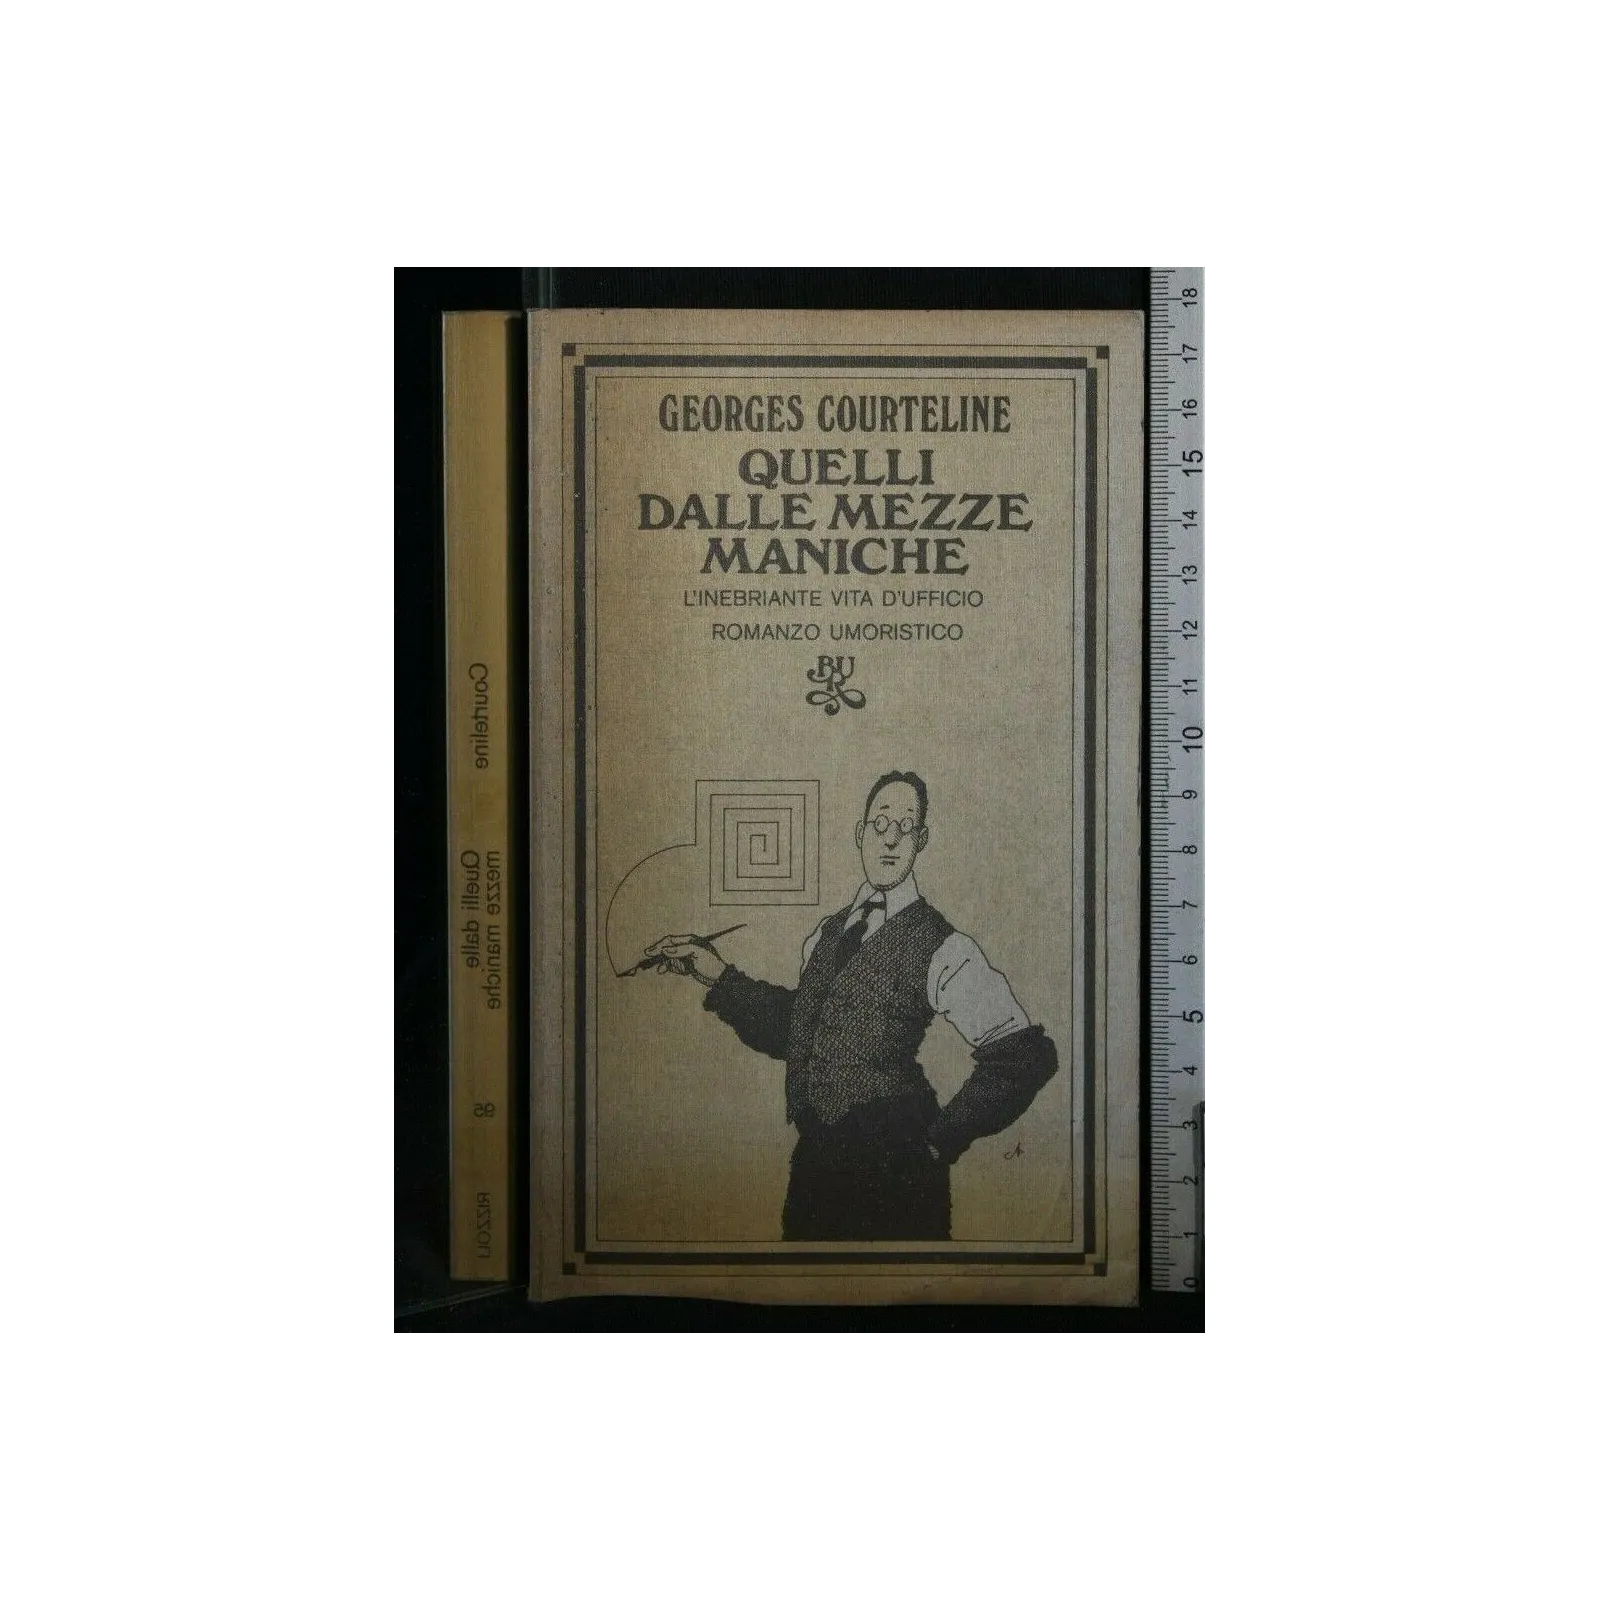 GEORGES COURTELINE
QUELLI
DALLE MEZZE
MANICHE
L'INEBRIANTE VITA D'UFFICIO
ROMANZO UMORISTICO
BUR
Courteline
Quelli dalle
mezze maniche
RIZZOLI
18
17
16
15
14
13
12
11
10
9
8
7
6
5
4
3
2
1
0